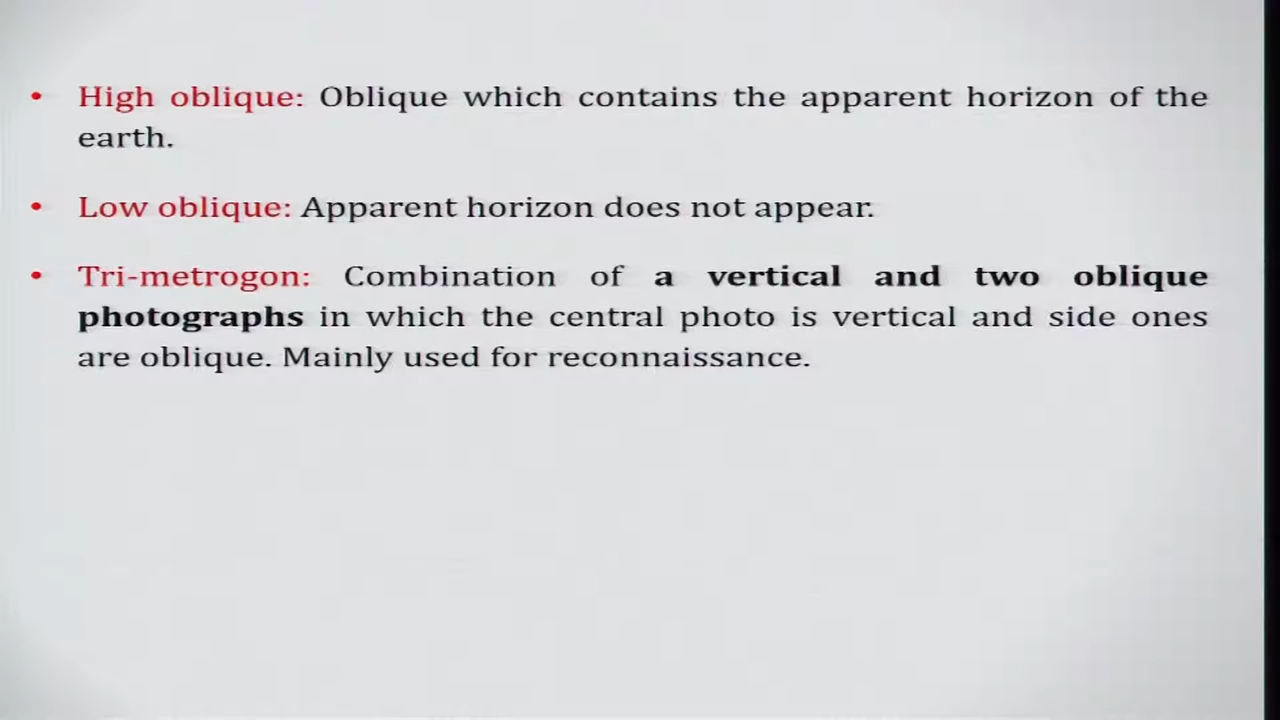 • High oblique: Oblique which contains the apparent horizon of the
earth.
• Low oblique: Apparent horizon does not appear.
• Tri-metrogon: Combination of a vertical and two oblique
photographs in which the central photo is vertical and side ones
are oblique. Mainly used for reconnaissance.